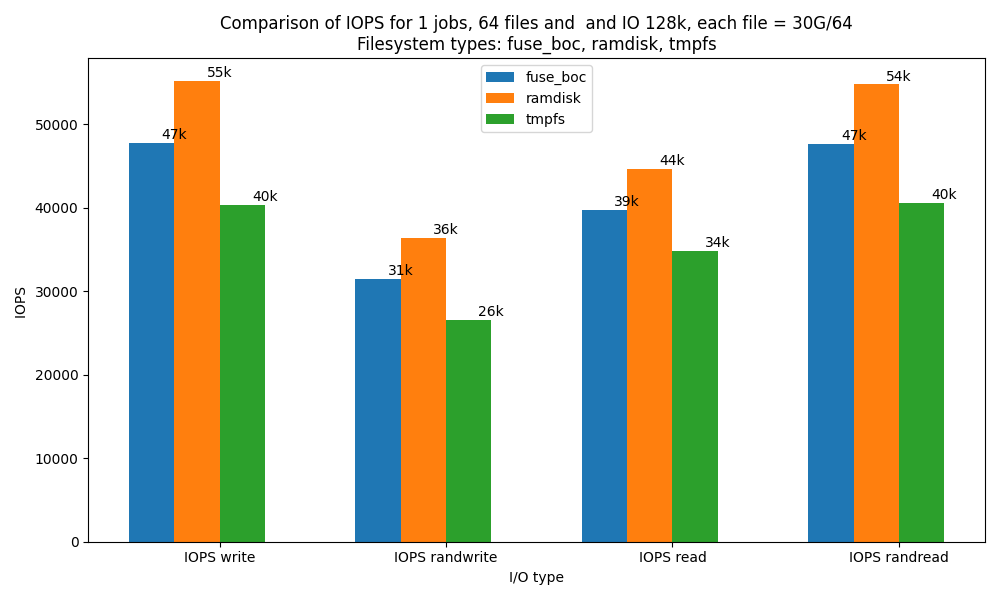 Comparison of IOPS for 1 jobs, 64 files and  and IO 128k, each file = 30G/64
Filesystem types: fuse_boc, ramdisk, tmpfs
fuse_boc
ramdisk
tmpfs
IOPS
50000
40000
30000
20000
10000
0
47k
55k
40k
31k
36k
26k
39k
44k
34k
47k
54k
40k
IOPS write
IOPS randwrite
IOPS read
IOPS randread
I/O type